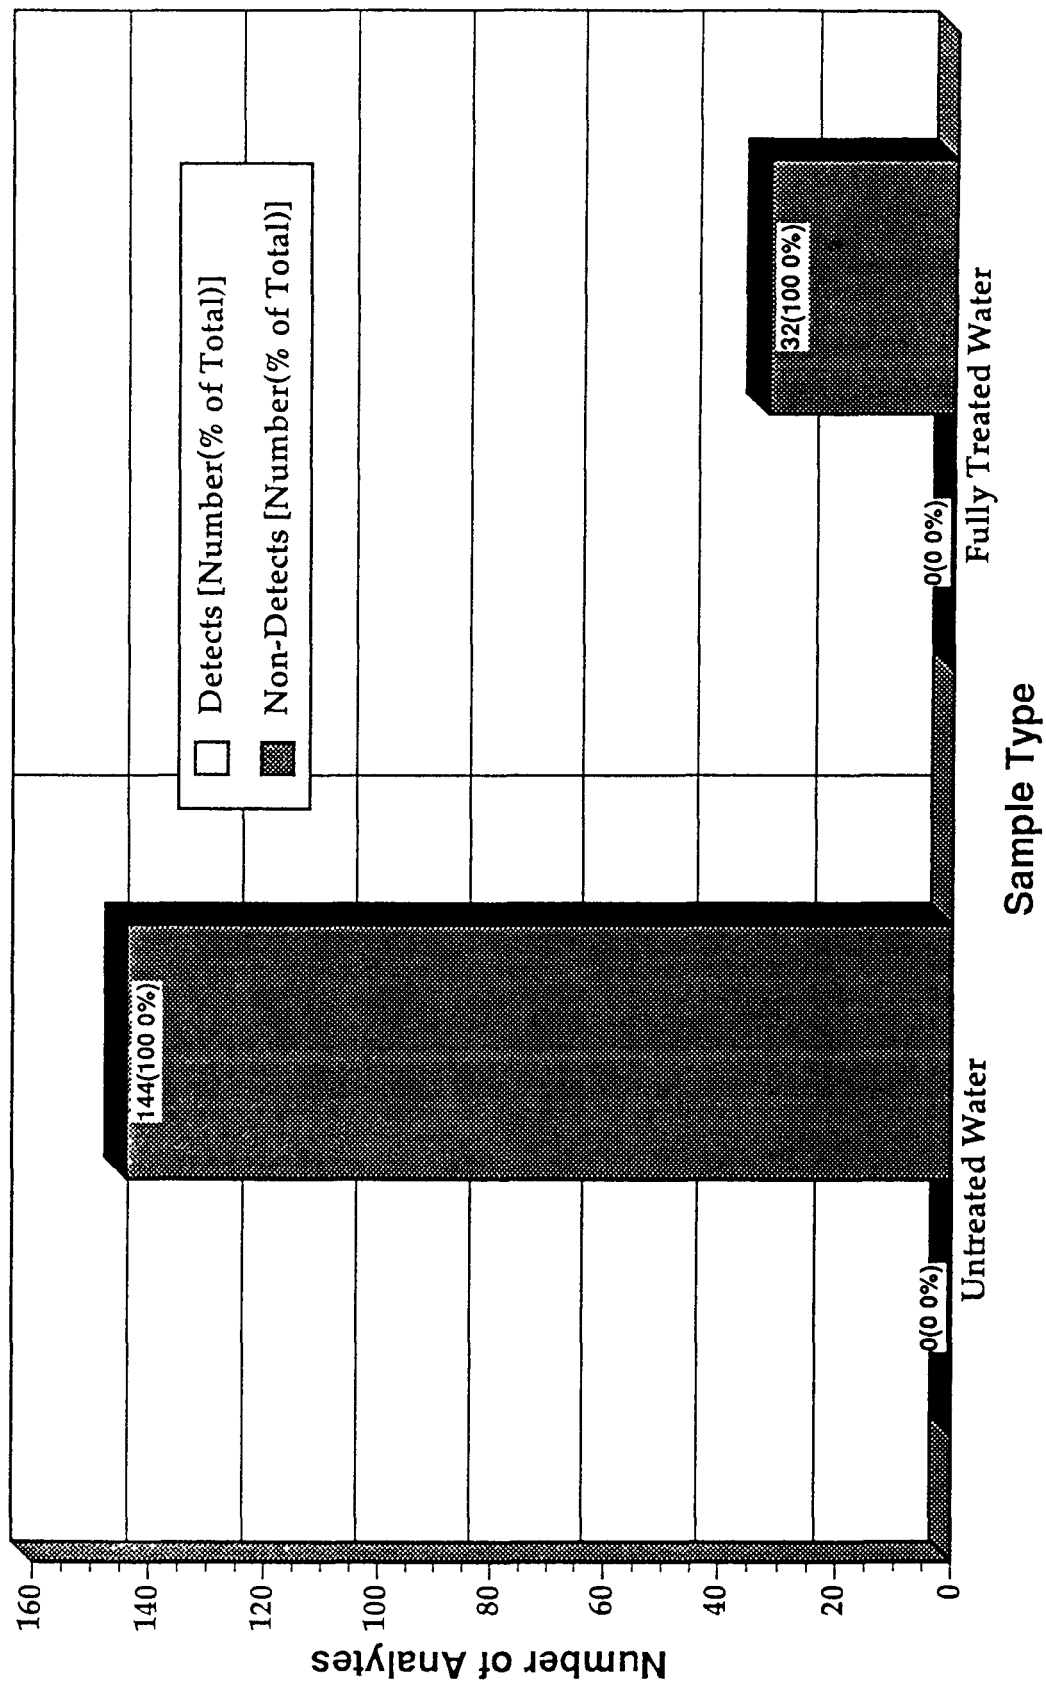 Number of Analytes
160
140
120
100
80
60
40
20
0
Detects [Number(% of Total)]
Non-Detects [Number(% of Total)]
0(0 0%)
144(100 0%)
0(0 0%)
32(100 0%)
Untreated Water
Fully Treated Water
Sample Type